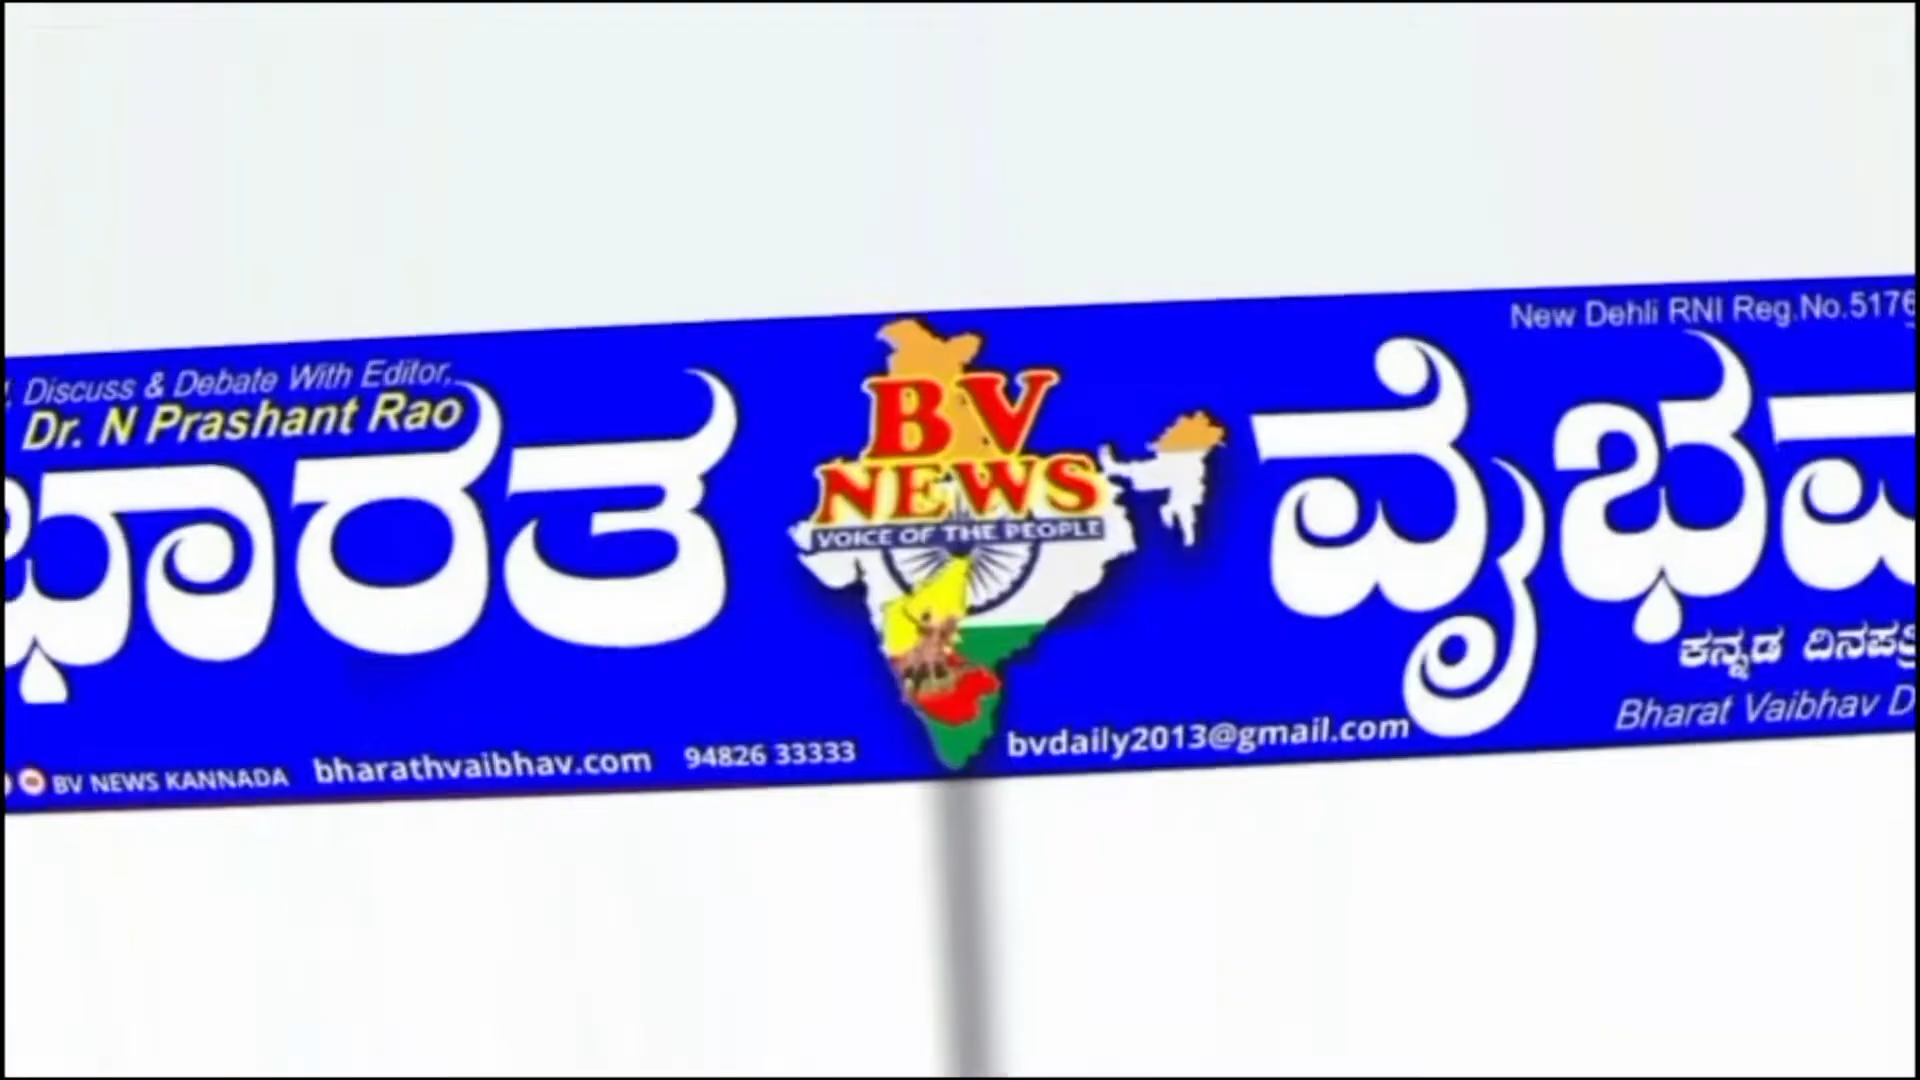 Discuss & Debate With Editor,
Dr. N Prashant Rao
New Dehli RNI Reg.No.5176
ಭಾರತ
BV
NEWS
VOICE OF THE PEOPLE
ವೈಭವ
ಕನ್ನಡ ದಿನಪತ್ರಿ
Bharat Vaibhav D
BV NEWS KANNADA bharathvaibhav.com 94826 33333 bvdaily2013@gmail.com